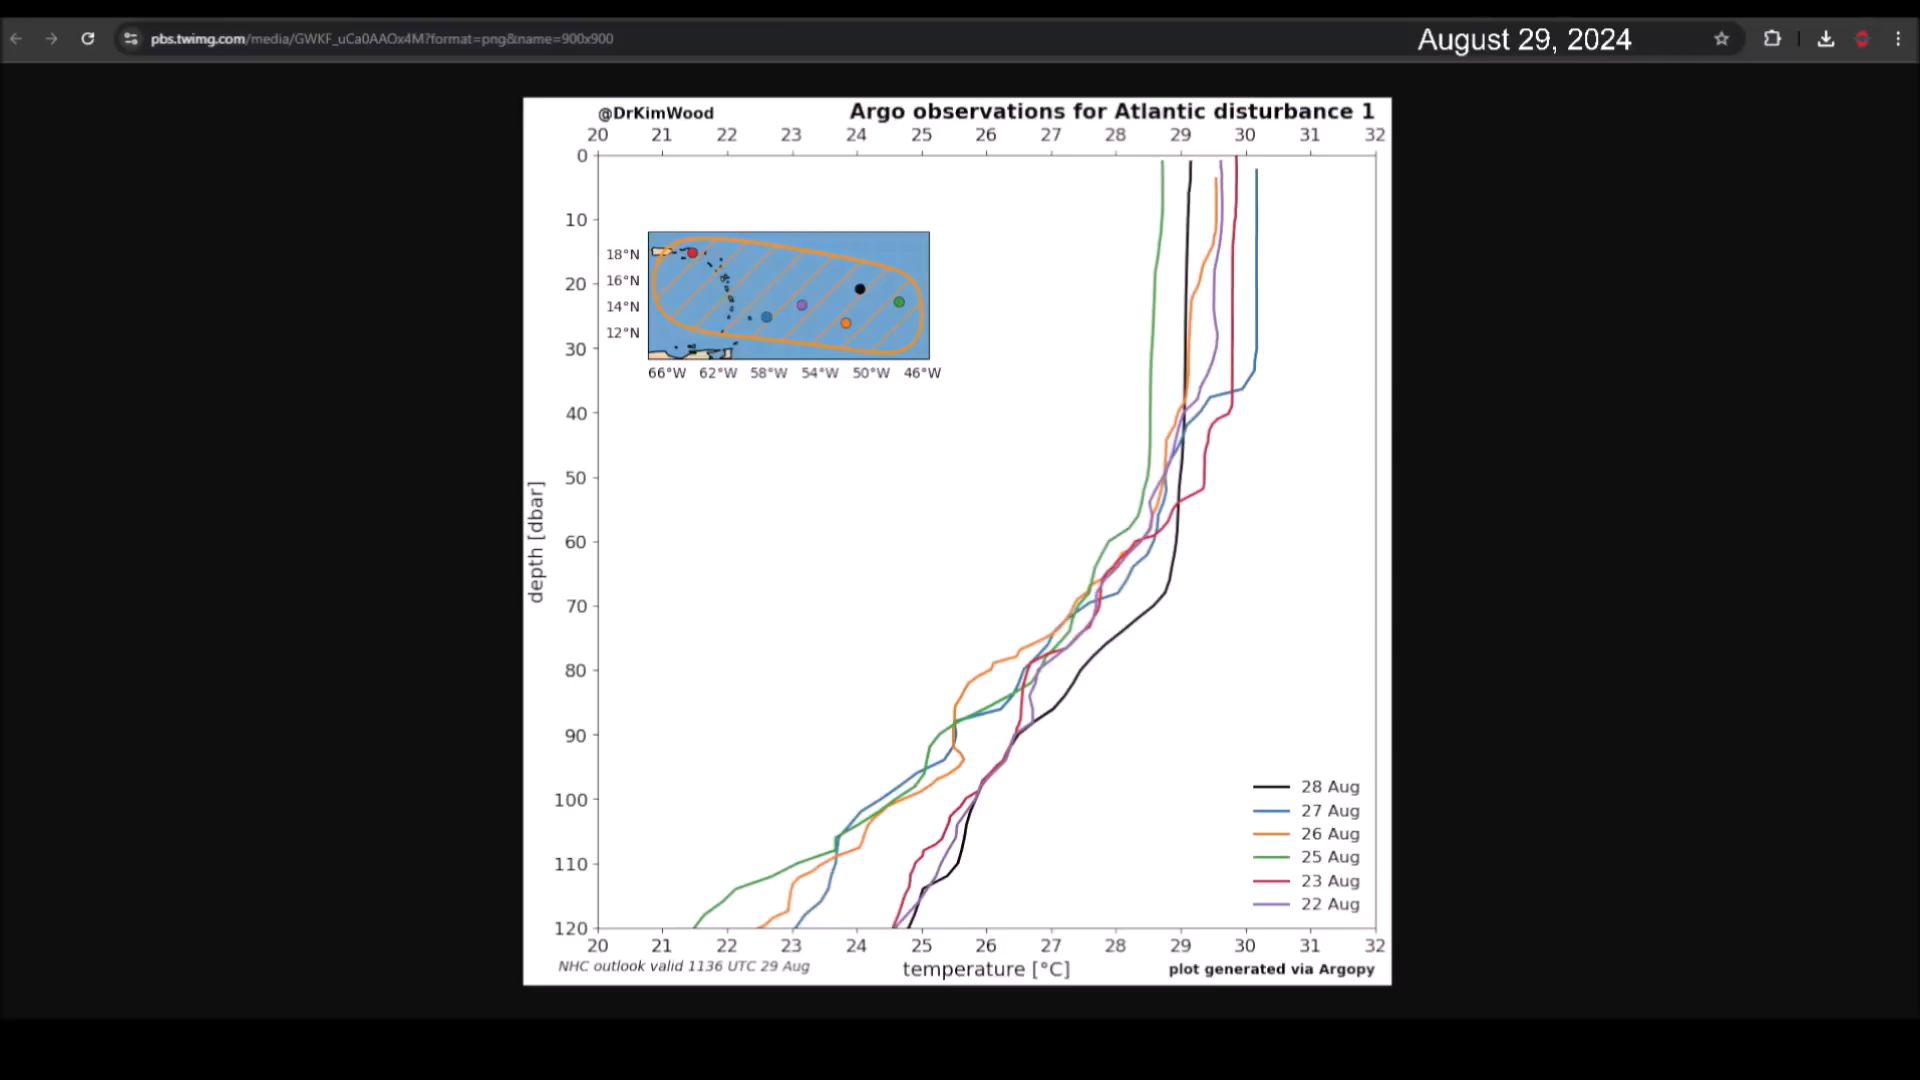 pbs.twimg.com/media/GWKF_uCa0AAOx4M?format=png&name=900x900
August 29, 2024
@DrKimWood
Argo observations for Atlantic disturbance 1
20 21 22 23 24 25 26 27 28 29 30 31 32
0
10
20
30
40
50
60
70
80
90
100
110
120
depth [dbar]
18°N
16°N
14°N
12°N
66°W 62°W 58°W 54°W 50°W 46°W
28 Aug
27 Aug
26 Aug
25 Aug
23 Aug
22 Aug
20 21 22 23 24 25 26 27 28 29 30 31 32
NHC outlook valid 1136 UTC 29 Aug
temperature [°C]
plot generated via Argopy